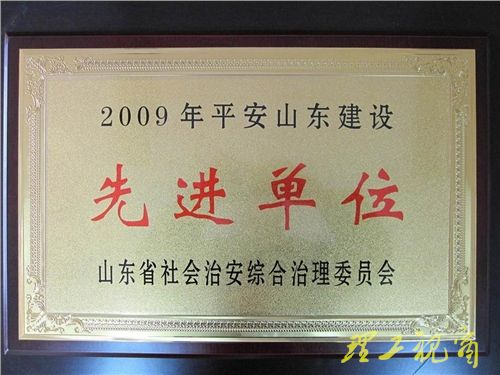 2009年平安山东建设
先进单位
山东省社会治安综合治理委员会
理工视窗